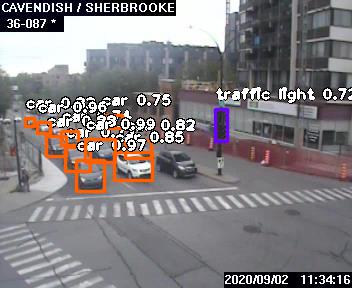 CAVENDISH / SHERBROOKE
36-087 *
car 0.96 car 0.75
traffic light 0.72
car 0.99 0.82
0.85
car 0.97
2020/09/02 11:34:16